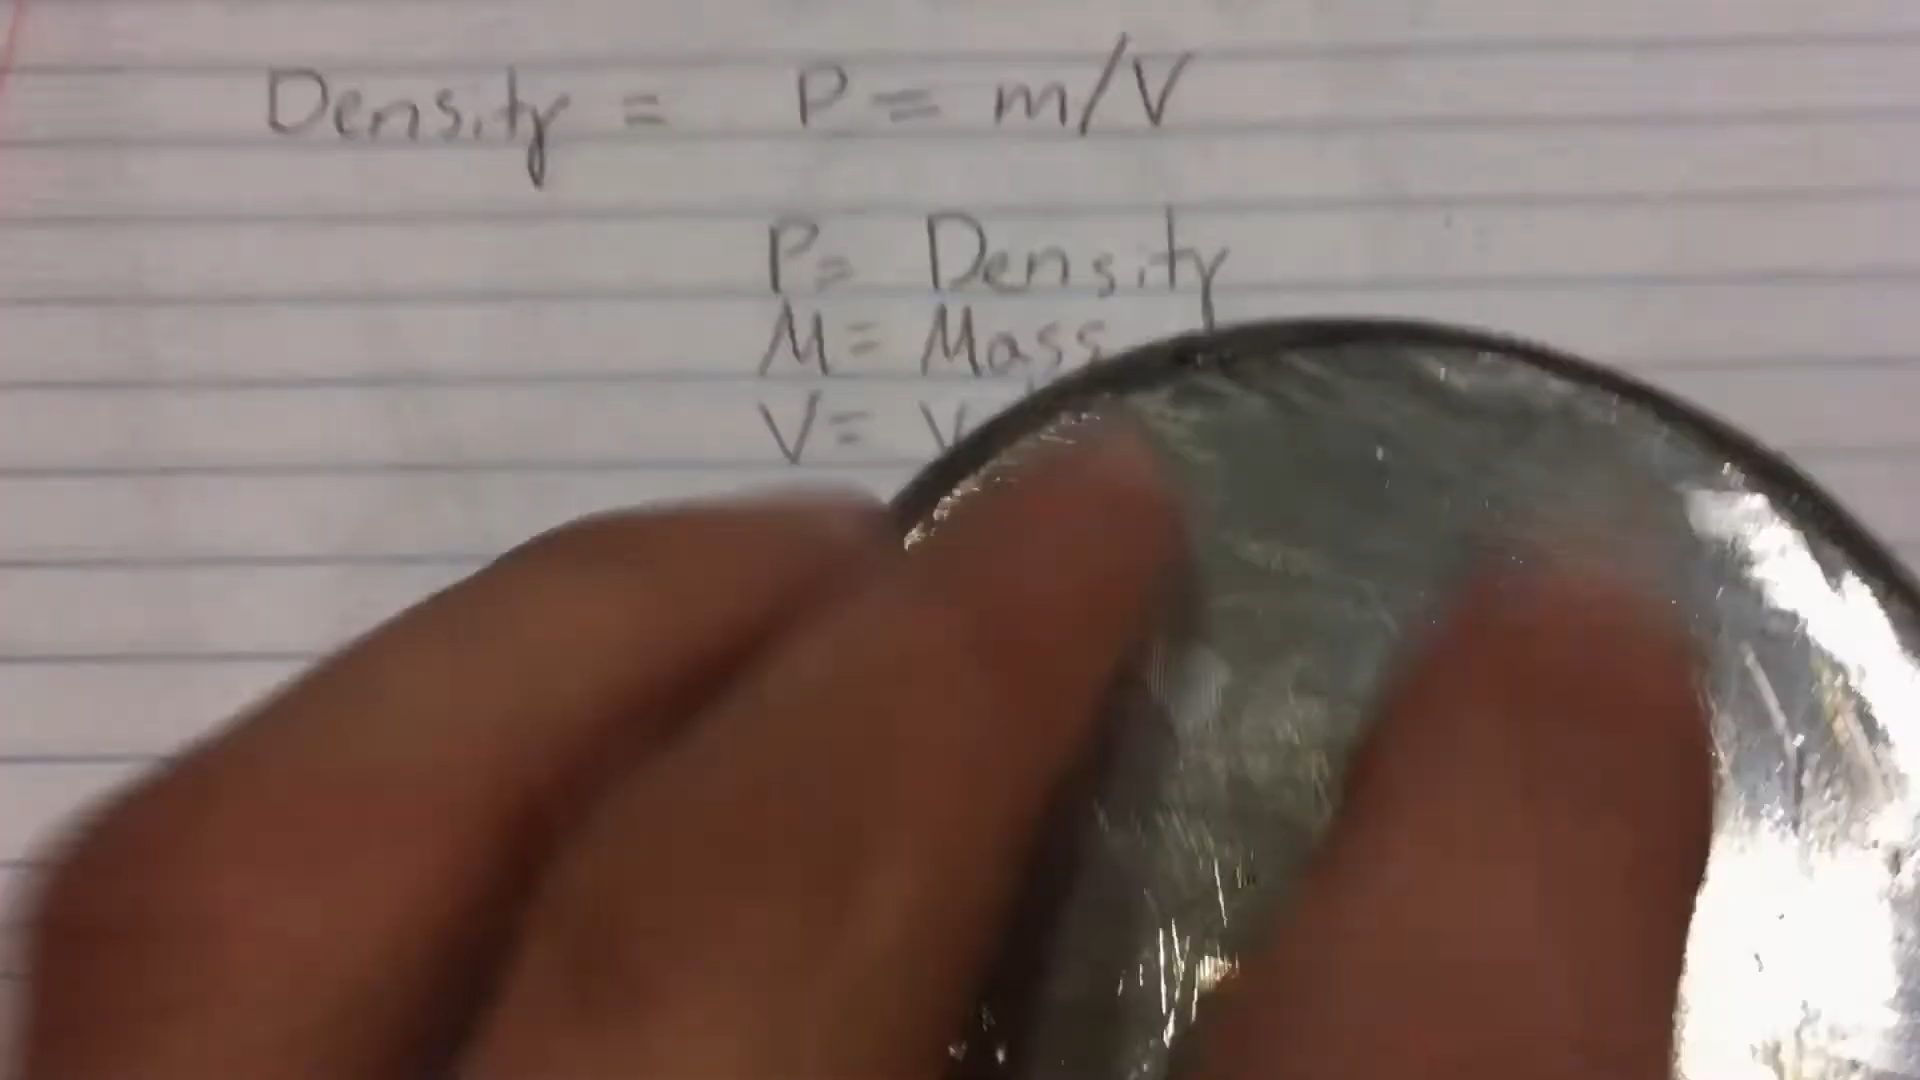 Density = P = m/V
P= Density
M= Mass
V= V